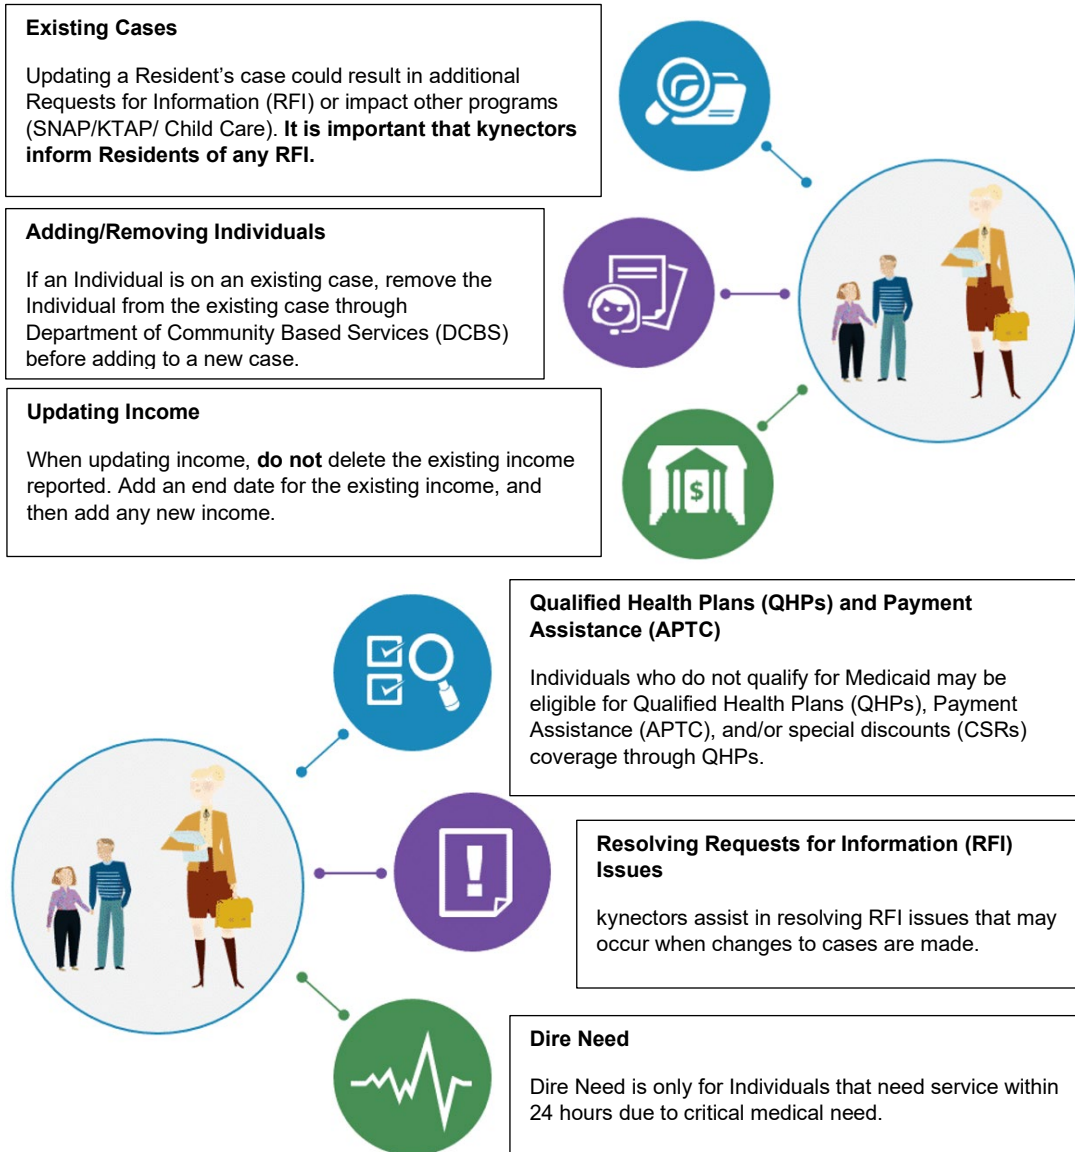 Existing Cases
Updating a Resident’s case could result in additional
Requests for Information (RFI) or impact other programs
(SNAP/KTAP/ Child Care). It is important that kynectors
inform Residents of any RFI.
Adding/Removing Individuals
If an Individual is on an existing case, remove the
Individual from the existing case through
Department of Community Based Services (DCBS)
before adding to a new case.
Updating Income
When updating income, do not delete the existing income
reported. Add an end date for the existing income, and
then add any new income.
$
Qualified Health Plans (QHPs) and Payment
Assistance (APTC)
Individuals who do not qualify for Medicaid may be
eligible for Qualified Health Plans (QHPs), Payment
Assistance (APTC), and/or special discounts (CSRs)
coverage through QHPs.
Resolving Requests for Information (RFI)
Issues
kynectors assist in resolving RFI issues that may
occur when changes to cases are made.
!
Dire Need
Dire Need is only for Individuals that need service within
24 hours due to critical medical need.